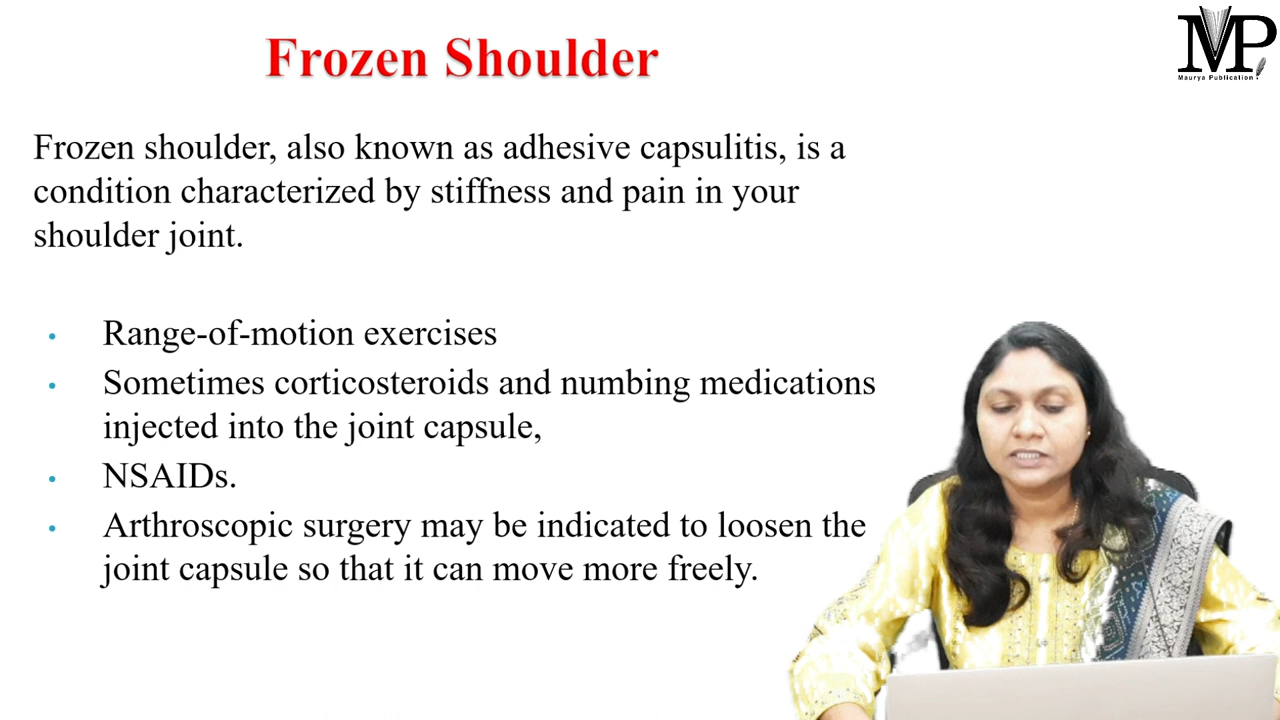 Frozen Shoulder
MP
Maurya Publication
Frozen shoulder, also known as adhesive capsulitis, is a
condition characterized by stiffness and pain in your
shoulder joint.
• Range-of-motion exercises
• Sometimes corticosteroids and numbing medications
injected into the joint capsule,
• NSAIDs.
• Arthroscopic surgery may be indicated to loosen the
joint capsule so that it can move more freely.